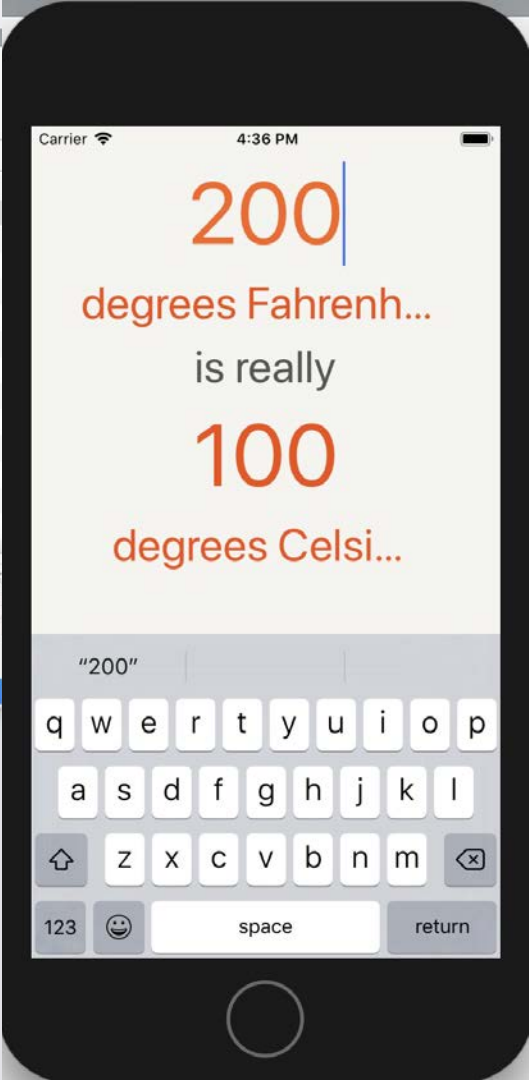 Carrier 4:36 PM
200
degrees Fahrenh...
is really
100
degrees Celsi...
"200"
q w e r t y u i o p
a s d f g h j k l
z x c v b n m
123 space return